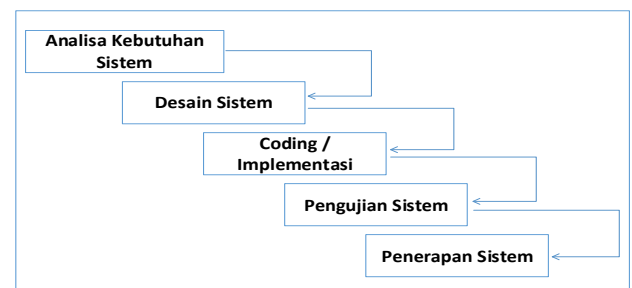 Analisa Kebutuhan
Sistem
Desain Sistem
Coding /
Implementasi
Pengujian Sistem
Penerapan Sistem